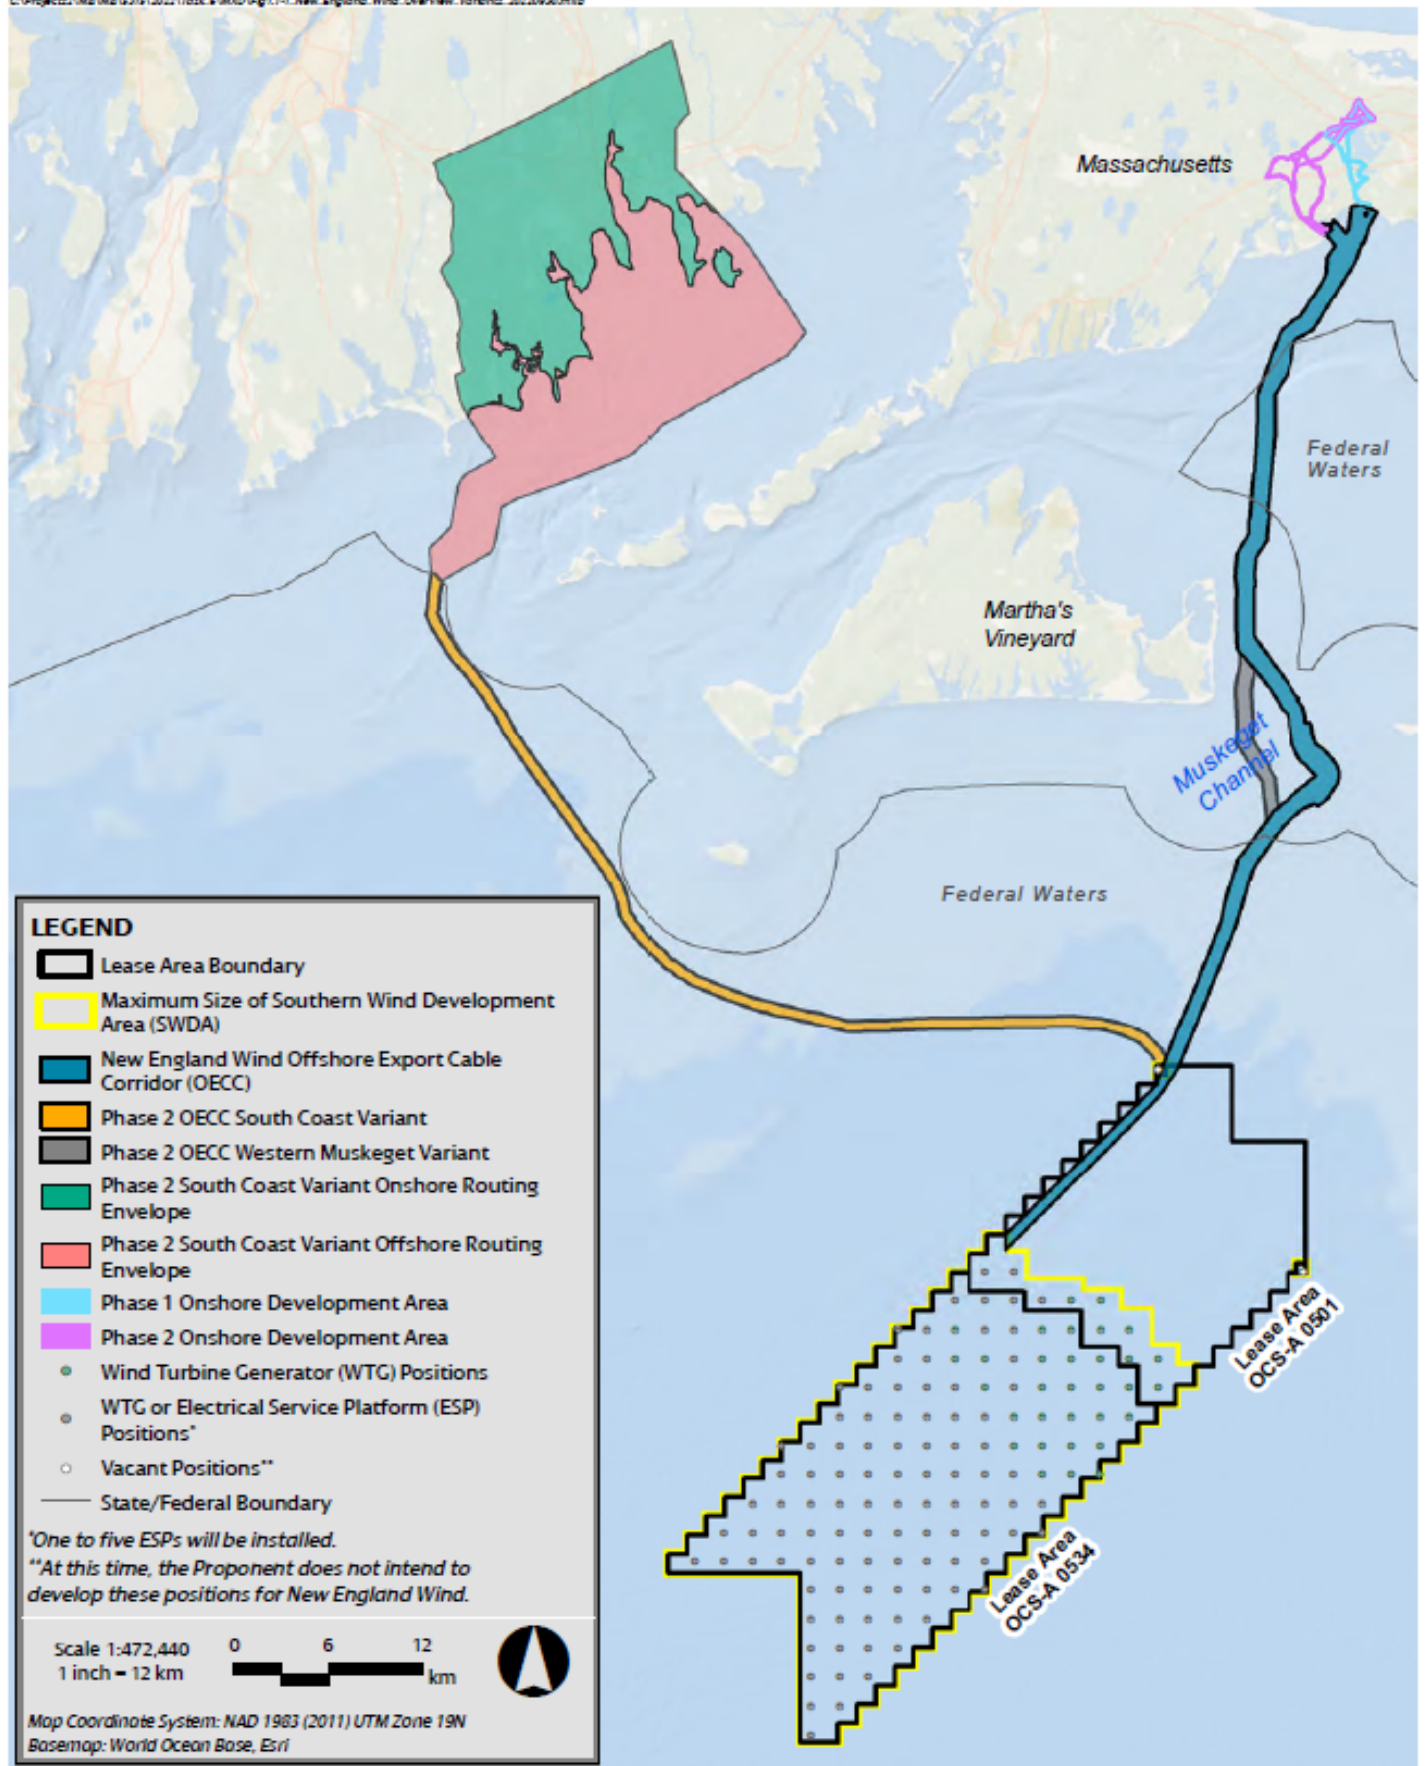 Massachusetts
Federal
Waters
Martha's
Vineyard
Muskeget
Channel
Federal Waters
Lease Area
OCS-A 0501
Lease Area
OCS-A 0534
LEGEND
Lease Area Boundary
Maximum Size of Southern Wind Development
Area (SWDA)
New England Wind Offshore Export Cable
Corridor (OECC)
Phase 2 OECC South Coast Variant
Phase 2 OECC Western Muskeget Variant
Phase 2 South Coast Variant Onshore Routing
Envelope
Phase 2 South Coast Variant Offshore Routing
Envelope
Phase 1 Onshore Development Area
Phase 2 Onshore Development Area
Wind Turbine Generator (WTG) Positions
WTG or Electrical Service Platform (ESP)
Positions*
Vacant Positions**
State/Federal Boundary
*One to five ESPs will be installed.
**At this time, the Proponent does not intend to
develop these positions for New England Wind.
Scale 1:472,440
1 inch = 12 km
0 6 12
km
Map Coordinate System: NAD 1983 (2011) UTM Zone 19N
Basemap: World Ocean Base, Esri